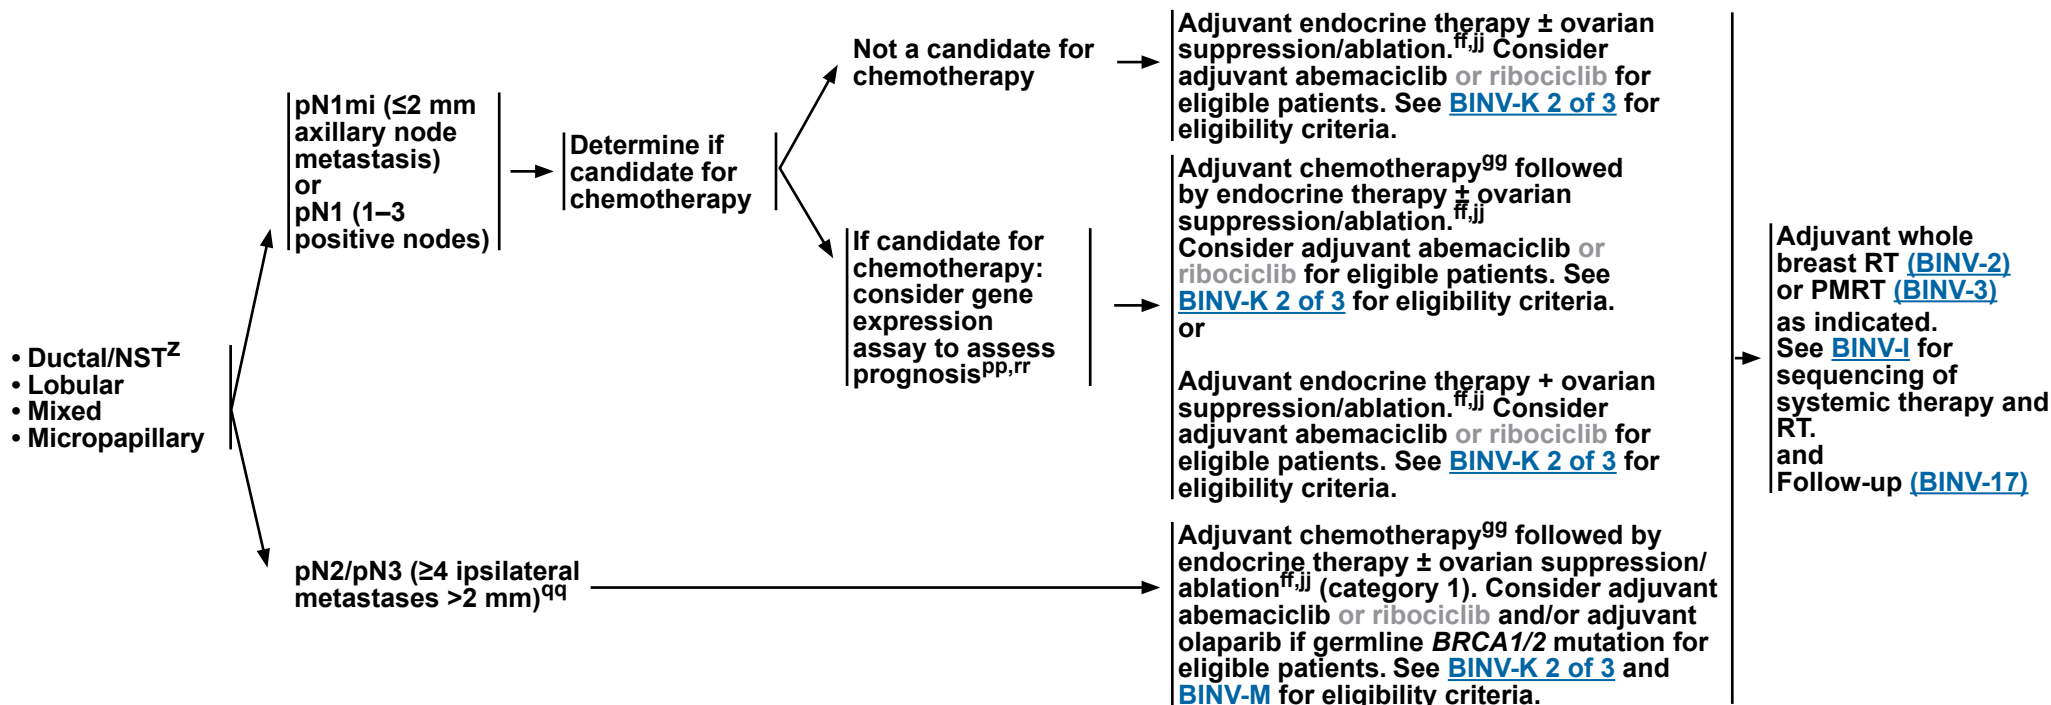 • Ductal/NSTz
• Lobular
• Mixed
• Micropapillary
pN1mi (≤2 mm
axillary node
metastasis)
or
pN1 (1–3
positive nodes)
Determine if
candidate for
chemotherapy
Not a candidate for
chemotherapy
Adjuvant endocrine therapy ± ovarian
suppression/ablation.ff,jj Consider
adjuvant abemaciclib or ribociclib for
eligible patients. See BINV-K 2 of 3 for
eligibility criteria.
If candidate for
chemotherapy:
consider gene
expression
assay to assess
prognosispp,rr
Adjuvant chemotherapygg followed
by endocrine therapy ± ovarian
suppression/ablation.ff,jj
Consider adjuvant abemaciclib or
ribociclib for eligible patients. See
BINV-K 2 of 3 for eligibility criteria.
or
Adjuvant endocrine therapy + ovarian
suppression/ablation.ff,jj Consider
adjuvant abemaciclib or ribociclib for
eligible patients. See BINV-K 2 of 3 for
eligibility criteria.
pN2/pN3 (≥4 ipsilateral
metastases >2 mm)qq
Adjuvant chemotherapygg followed by
endocrine therapy ± ovarian suppression/
ablationff,jj (category 1). Consider adjuvant
abemaciclib or ribociclib and/or adjuvant
olaparib if germline BRCA1/2 mutation for
eligible patients. See BINV-K 2 of 3 and
BINV-M for eligibility criteria.
Adjuvant whole
breast RT (BINV-2)
or PMRT (BINV-3)
as indicated.
See BINV-I for
sequencing of
systemic therapy and
RT.
and
Follow-up (BINV-17)